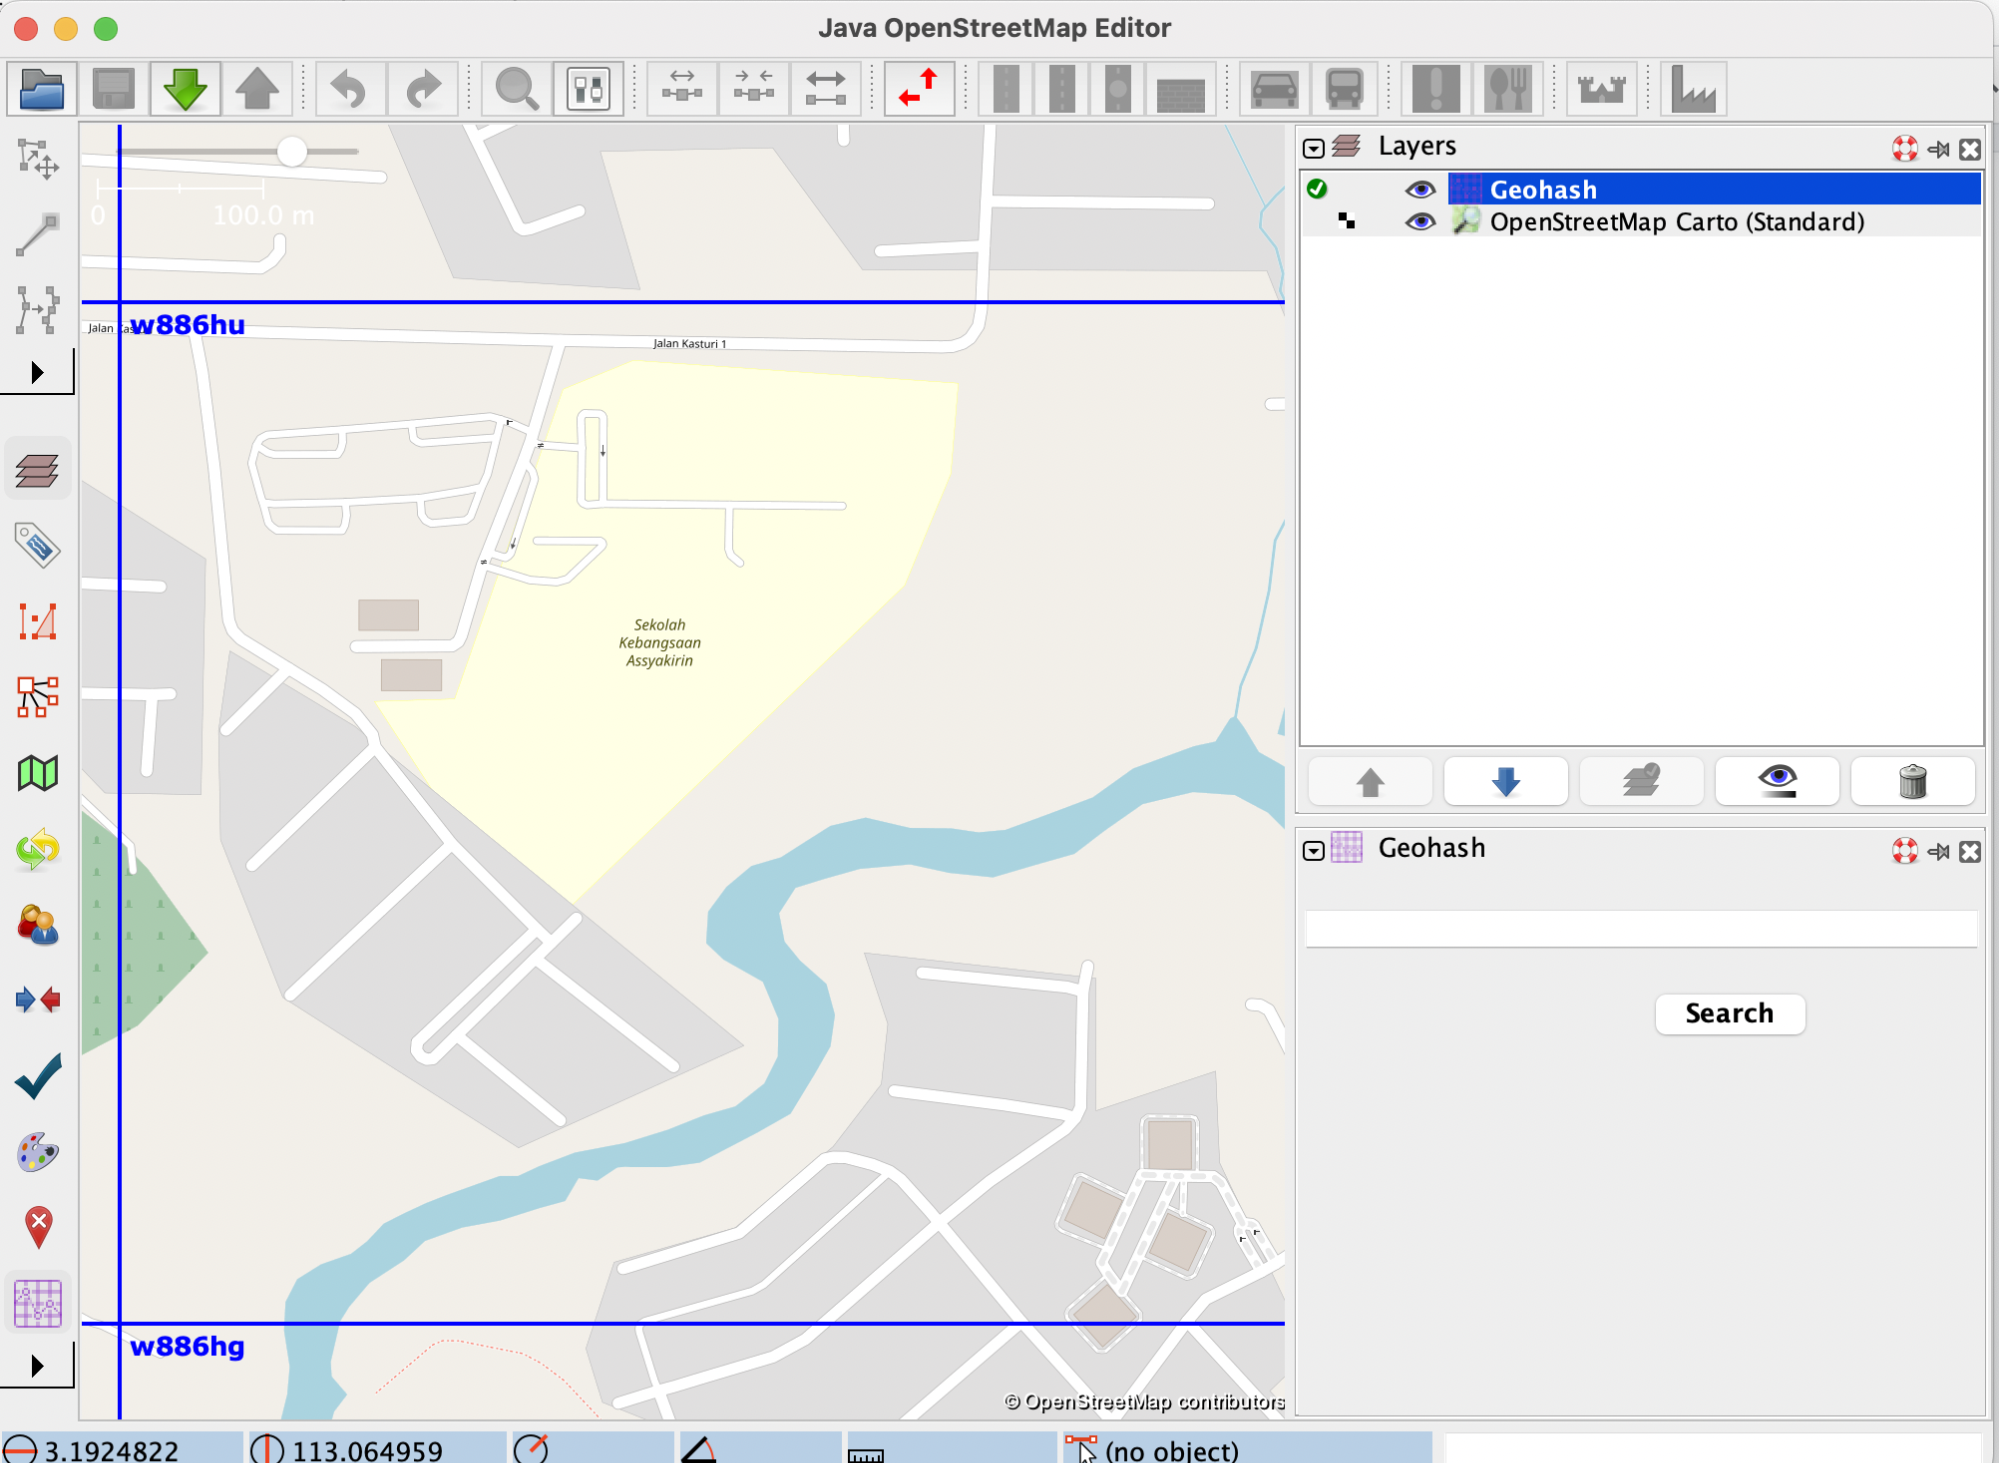 Java OpenStreetMap Editor
0 100.0 m
w886hu
Jalan
Jalan Kasturi 1
Sekolah
Kebangsaan
Assyakirin
w886hg
© OpenStreetMap contributors
Layers
Geohash
OpenStreetMap Carto (Standard)
Geohash
Search
3.1924822
113.064959
(no object)